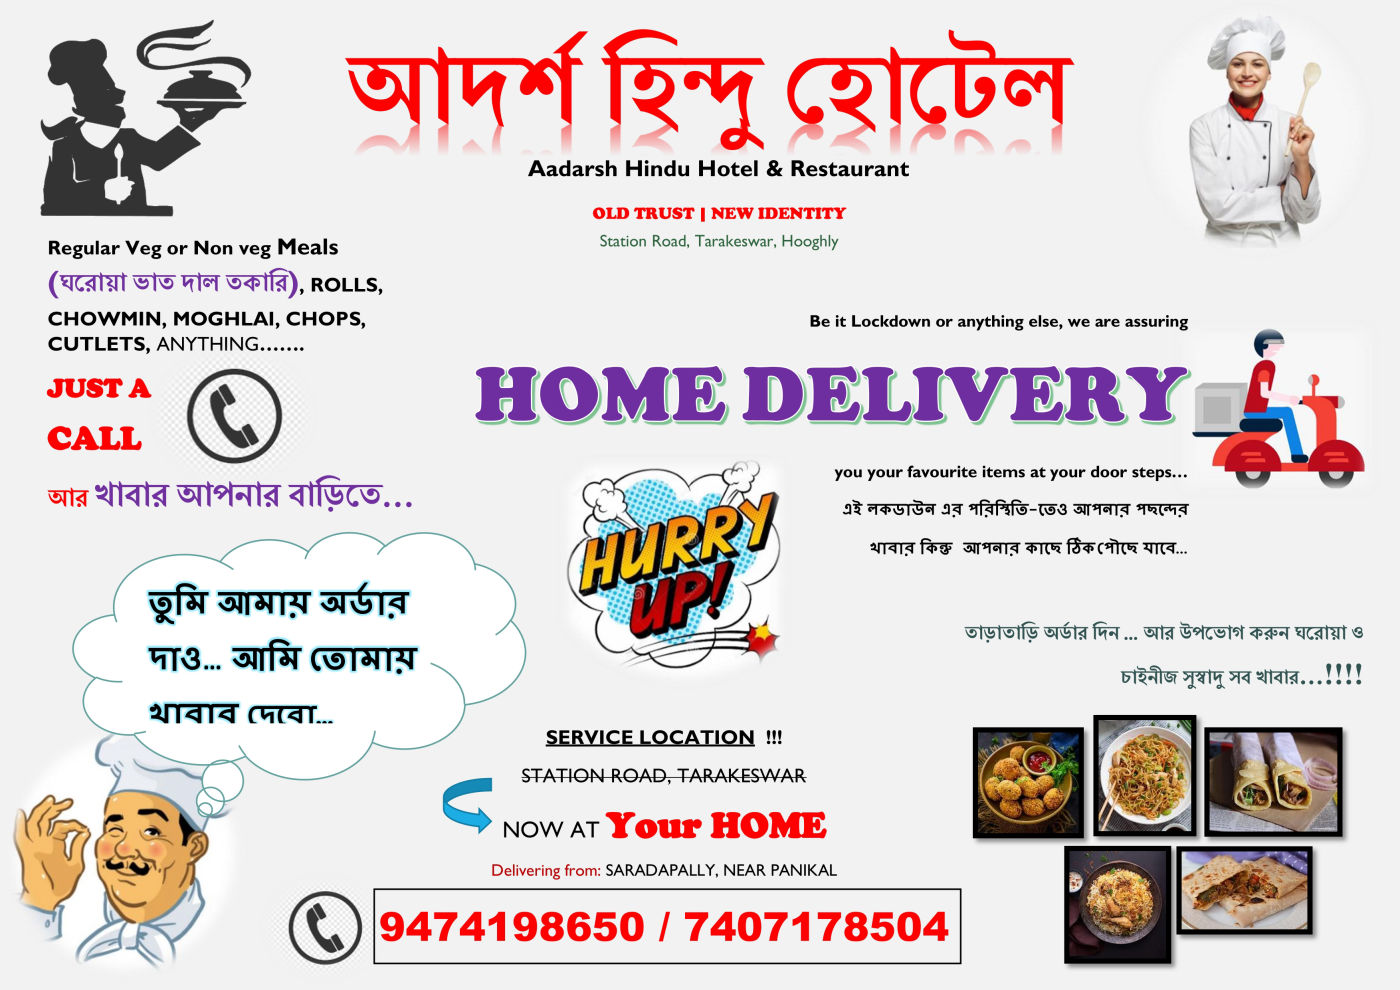 আদর্শ হিন্দু হোটেল
Aadarsh Hindu Hotel & Restaurant
OLD TRUST | NEW IDENTITY
Station Road, Tarakeswar, Hooghly
Regular Veg or Non veg Meals
(ঘরোয়া ভাত দাল তকারি), ROLLS,
CHOWMIN, MOGHLAI, CHOPS,
CUTLETS, ANYTHING.......
JUST A
CALL
আর খাবার আপনার বাড়িতে...
Be it Lockdown or anything else, we are assuring
HOME DELIVERY
you your favourite items at your door steps...
এই লকডাউন এর পরিস্থিতি-তেও আপনার পছন্দের
খাবার কিন্তু আপনার কাছে ঠিক পৌছে যাবে...
HURRY
UP!
তুমি আমায় অর্ডার
দাও... আমি তোমায়
খাবার দেবো...
তাড়াতাড়ি অর্ডার দিন ... আর উপভোগ করুন ঘরোয়া ও
চাইনীজ সুস্বাদু সব খাবার...!!!!
SERVICE LOCATION !!!
STATION ROAD, TARAKESWAR
NOW AT Your HOME
Delivering from: SARADAPALLY, NEAR PANIKAL
9474198650 / 7407178504